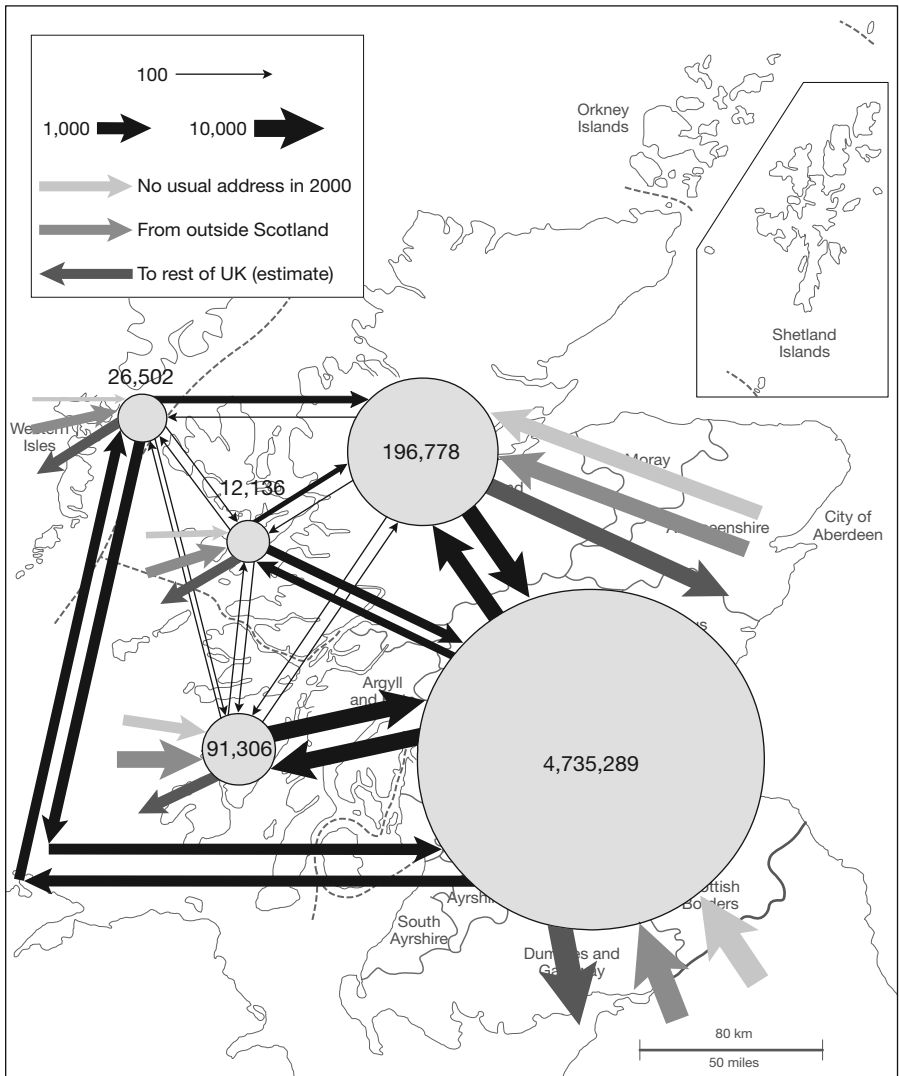 100
1,000
10,000
No usual address in 2000
From outside Scotland
To rest of UK (estimate)
Orkney
Islands
Shetland
Islands
26,502
Isles
12,136
196,778
Moray
City of
Aberdeen
Argyll
and
91,306
4,735,289
South
Ayrshire
80 km
50 miles